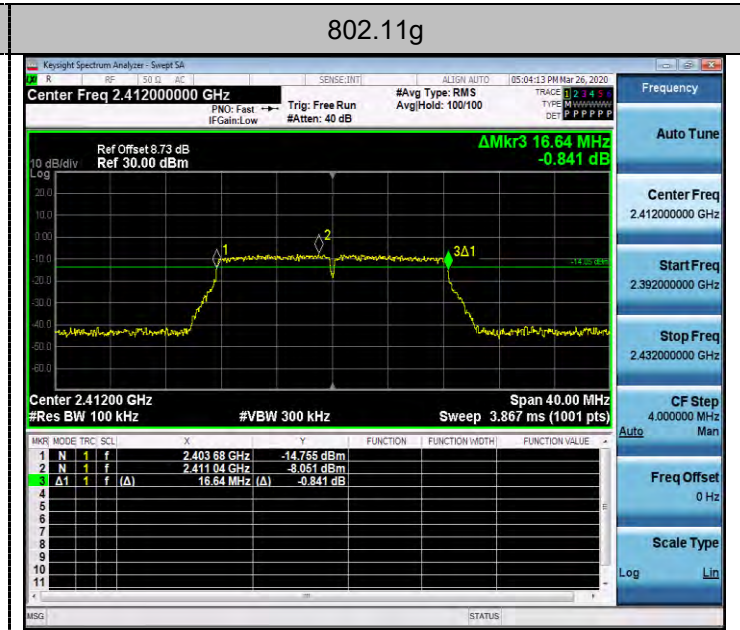 802.11g
Keysight Spectrum Analyzer - Swept SA
LXI R RF 50 Ω AC SENSE:INT ALIGN AUTO 05:04:13 PM Mar 26, 2020
Center Freq 2.412000000 GHz
PNO: Fast
IFGain:Low
Trig: Free Run
#Atten: 40 dB
#Avg Type: RMS
Avg|Hold: 100/100
TRACE 1 2 3 4 5 6
TYPE M W W W W W
DET P P P P P P
Frequency
Auto Tune
Center Freq
2.412000000 GHz
Start Freq
2.392000000 GHz
Stop Freq
2.432000000 GHz
CF Step
4.000000 MHz
Auto Man
Freq Offset
0 Hz
Scale Type
Log Lin
ΔMkr3 16.64 MHz
-0.841 dB
Ref Offset 8.73 dB
10 dB/div Ref 30.00 dBm
Log
20.0
10.0
0.00
-10.0
-20.0
-30.0
-40.0
-50.0
-60.0
1
2
3Δ1
-14.05 dBm
Center 2.41200 GHz Span 40.00 MHz
#Res BW 100 kHz #VBW 300 kHz Sweep 3.867 ms (1001 pts)
MKR MODE TRC SCL X Y FUNCTION FUNCTION WIDTH FUNCTION VALUE
1 N 1 f 2.403 68 GHz -14.755 dBm
2 N 1 f 2.411 04 GHz -8.051 dBm
3 Δ1 1 f (Δ) 16.64 MHz (Δ) -0.841 dB
4
5
6
7
8
9
10
11
MSG STATUS